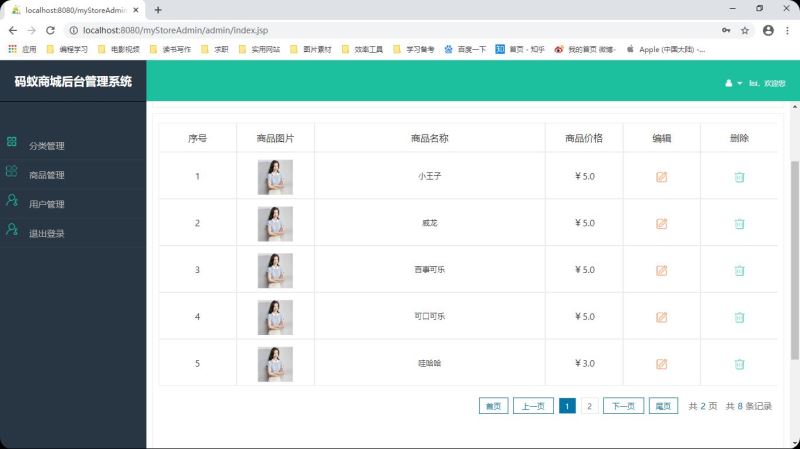 localhost:8080/myStoreAdmin
localhost:8080/myStoreAdmin/admin/index.jsp
应用 编程学习 电影视频 读书写作 求职 实用网站 图片素材 效率工具 学习备考 百度一下 知 首页 - 知乎 我的首页 微博- Apple (中国大陆) -...
码蚁商城后台管理系统
欢迎您
分类管理
商品管理
用户管理
退出登录
序号 商品图片 商品名称 商品价格 编辑 删除
1 小王子 ¥5.0
2 威龙 ¥5.0
3 百事可乐 ¥5.0
4 可口可乐 ¥5.0
5 哇哈哈 ¥3.0
首页 上一页 1 2 下一页 尾页 共 2 页 共 8 条记录